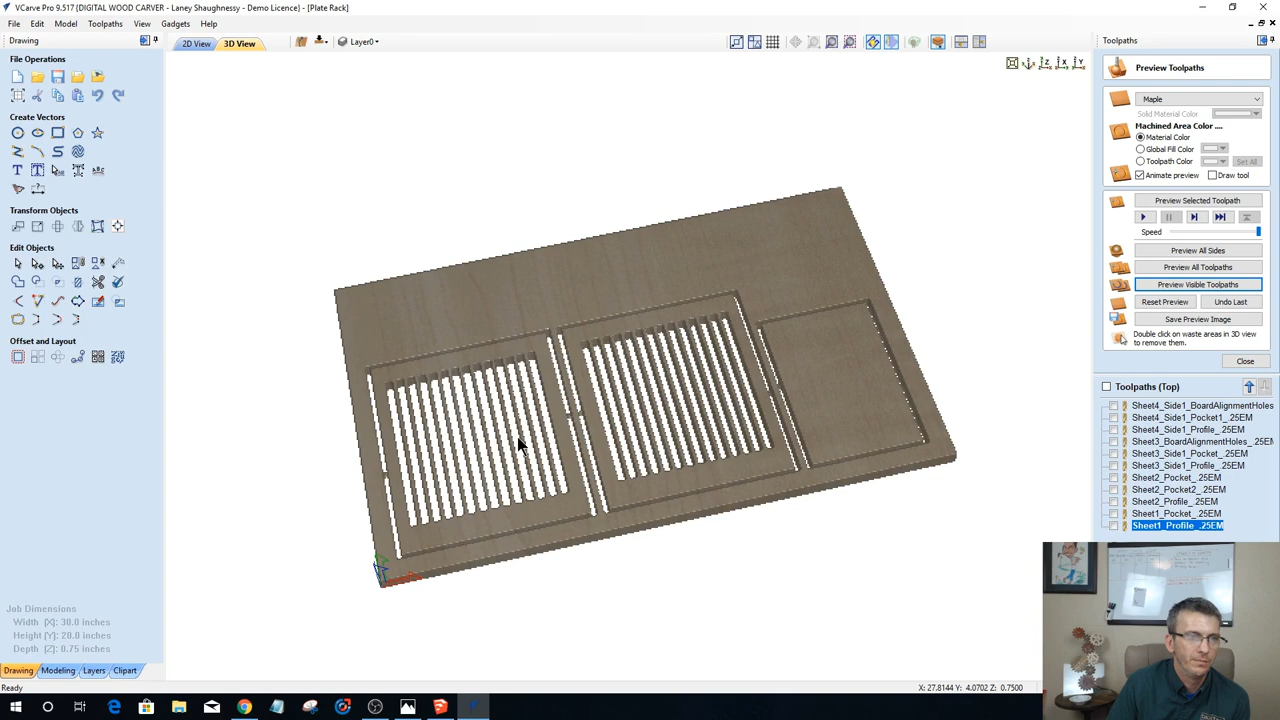 VCarve Pro 9.517 {DIGITAL WOOD CARVER - Laney Shaughnessy - Demo Licence} - [Plate Rack]
File Edit Model Toolpaths View Gadgets Help
Drawing
2D View 3D View Layer0
Toolpaths
File Operations
Create Vectors
Transform Objects
Edit Objects
Offset and Layout
Job Dimensions
Width (X): 30.0 inches
Height (Y): 20.0 inches
Depth (Z): 0.75 inches
Drawing Modeling Layers Clipart
Ready
X: 27.8144 Y: 4.0702 Z: 0.7500
Preview Toolpaths
Maple
Solid Material Color
Machined Area Color ....
Material Color
Global Fill Color
Toolpath Color Set All
Animate preview Draw tool
Preview Selected Toolpath
Speed
Preview All Sides
Preview All Toolpaths
Preview Visible Toolpaths
Reset Preview Undo Last
Save Preview Image
Double click on waste areas in 3D view
to remove them.
Close
Toolpaths (Top)
Sheet4_Side1_BoardAlignmentHoles
Sheet4_Side1_Pocket1_.25EM
Sheet4_Side1_Profile_.25EM
Sheet3_BoardAlignmentHoles_.25EM
Sheet3_Side1_Pocket_.25EM
Sheet3_Side1_Profile_.25EM
Sheet2_Pocket_.25EM
Sheet2_Pocket2_.25EM
Sheet2_Profile_.25EM
Sheet1_Pocket_.25EM
Sheet1_Profile_.25EM